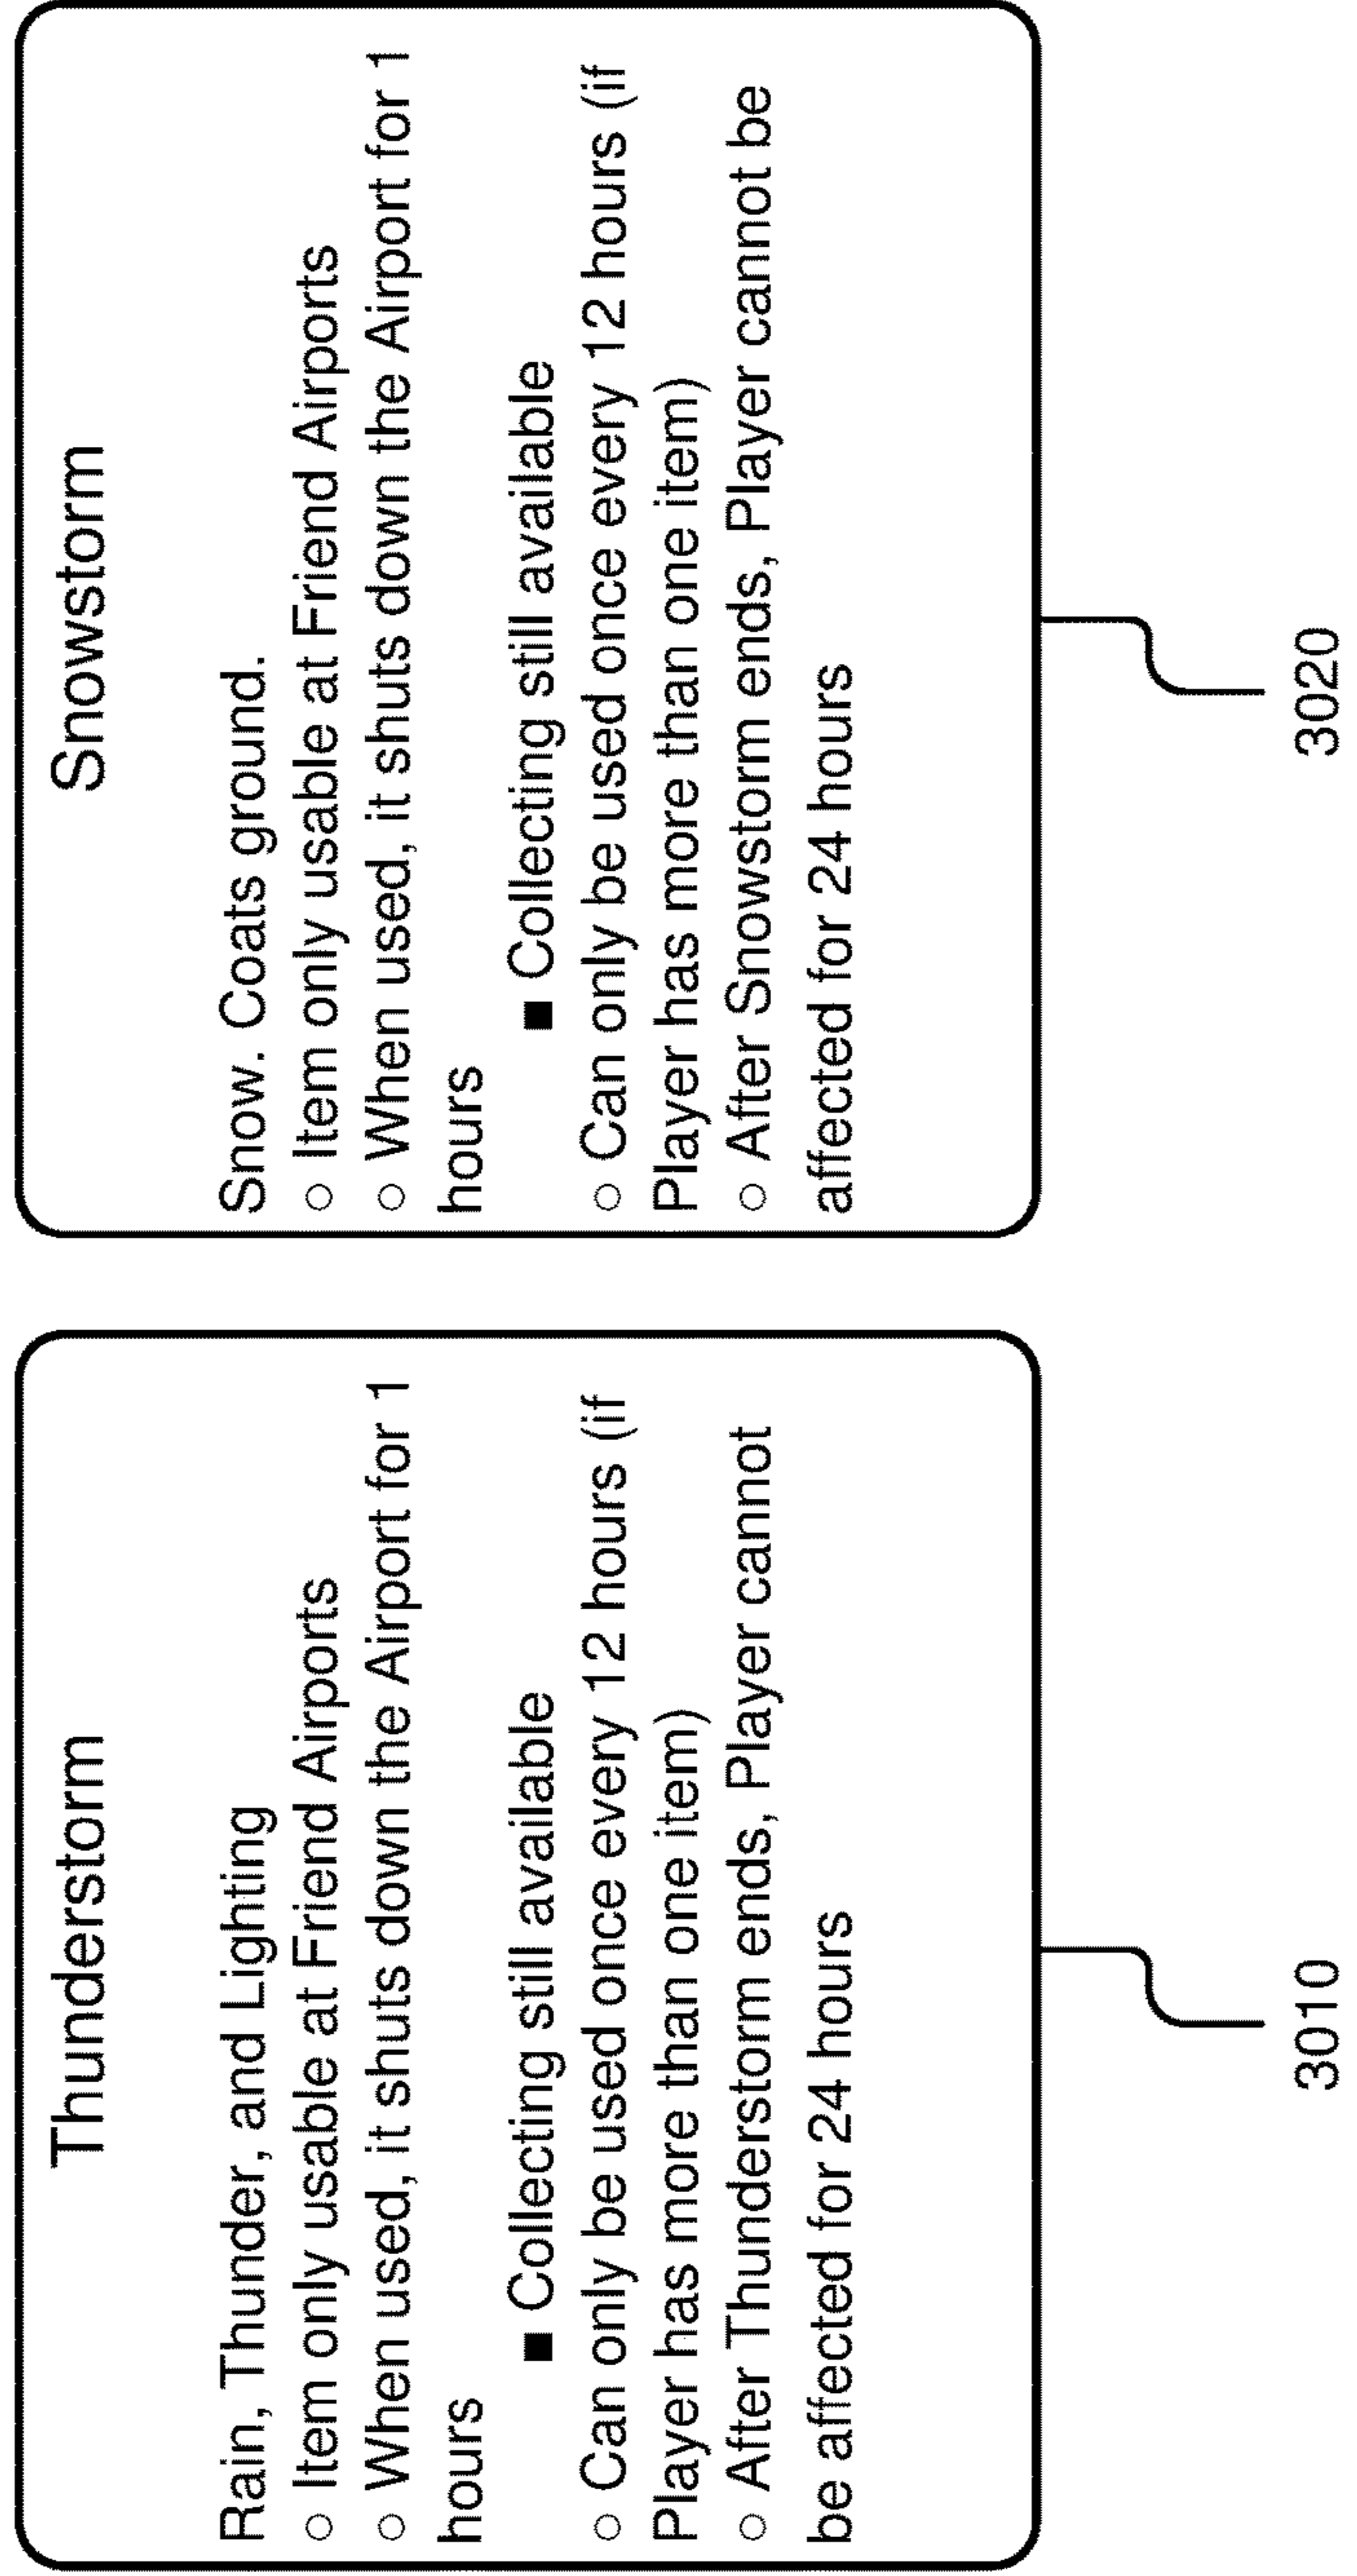 Thunderstorm
Rain, Thunder, and Lighting
○ Item only usable at Friend Airports
○ When used, it shuts down the Airport for 1
hours
■ Collecting still available
○ Can only be used once every 12 hours (if
Player has more than one item)
○ After Thunderstorm ends, Player cannot
be affected for 24 hours
3010
Snowstorm
Snow. Coats ground.
○ Item only usable at Friend Airports
○ When used, it shuts down the Airport for 1
hours
■ Collecting still available
○ Can only be used once every 12 hours (if
Player has more than one item)
○ After Snowstorm ends, Player cannot be
affected for 24 hours
3020